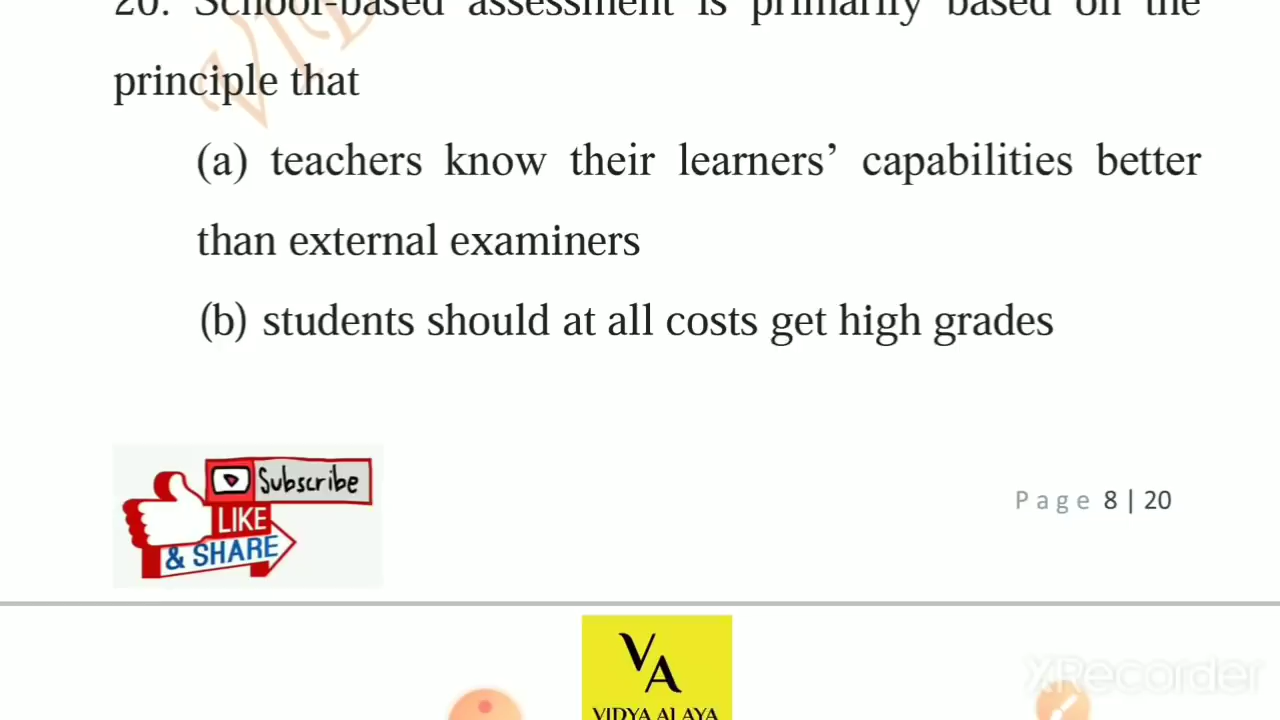 20. School-based assessment is primarily based on the
principle that
(a) teachers know their learners’ capabilities better
than external examiners
(b) students should at all costs get high grades
Subscribe
LIKE
& SHARE
Page 8 | 20
VA
VIDYA ALAYA
XRecorder